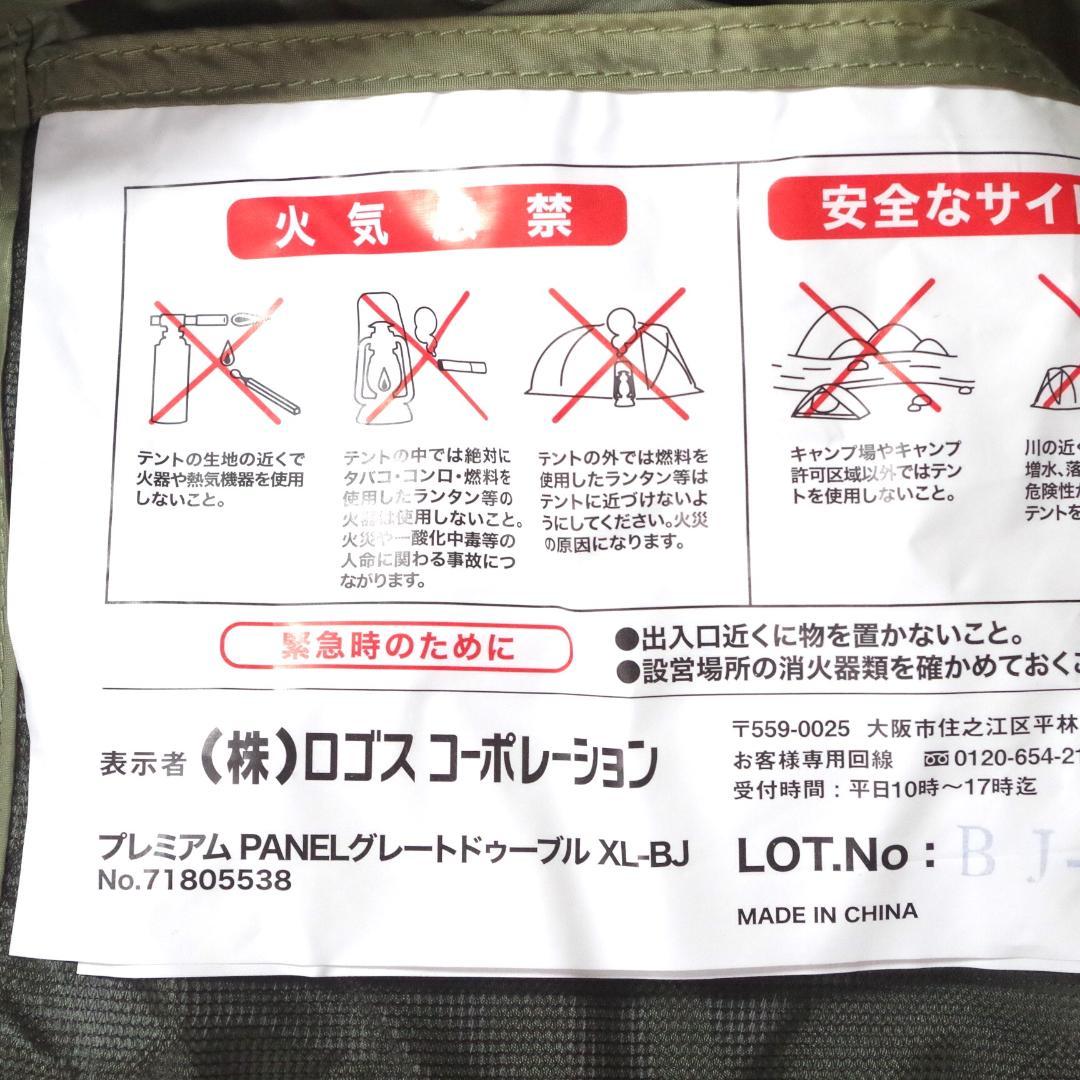 火気厳禁
テントの生地の近くで
火器や熱気機器を使用
しないこと。
テントの中では絶対に
タバコ・コンロ・燃料を
使用したランタン等の
火器は使用しないこと。
火災や一酸化中毒等の
人命に関わる事故につ
ながります。
テントの外では燃料を
使用したランタン等は
テントに近づけないよ
うにしてください。火災
の原因になります。
安全なサイ
キャンプ場やキャンプ
許可区域以外ではテン
トを使用しないこと。
川の近
増水、落
危険性
テントを
緊急時のために
●出入口近くに物を置かないこと。
●設営場所の消火器類を確かめておく
表示者 (株)ロゴス コーポレーション
〒559-0025 大阪市住之江区平林
お客様専用回線 0120-654-21
受付時間：平日10時〜17時迄
プレミアム PANELグレートドゥーブル XL-BJ
No.71805538
LOT.No： BJ-
MADE IN CHINA